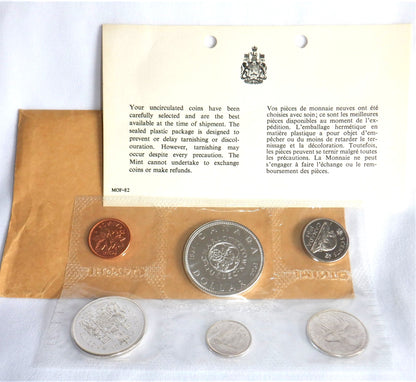 Your uncirculated coins have been
carefully selected and are the best
available at the time of shipment. The
sealed plastic package is designed to
prevent or delay tarnishing or discol-
ouration. However, tarnishing may
occur despite every precaution. The
Mint cannot undertake to exchange
coins or make refunds.
MOF-82
Vos pièces de monnaie neuves ont été
choisies avec soin; ce sont les meilleures
pièces disponibles au moment de l'ex-
pédition. L'emballage hermétique en
matière plastique a pour objet d'em-
pêcher ou du moins de retarder le ter-
nissage et la décoloration. Toutefois,
les pièces peuvent se ternir malgré toutes
les précautions. La Monnaie ne peut
s'engager à faire l'échange ou le rem-
boursement des pièces.
CANADA
DOLLAR